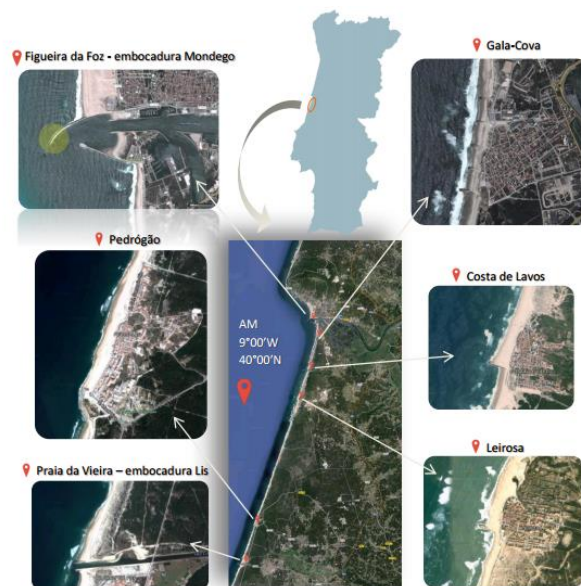 Figueira da Foz - embocadura Mondego
Gala-Cova
Pedrógão
AM
9°00'W
40°00'N
Costa de Lavos
Leirosa
Praia da Vieira – embocadura Lis